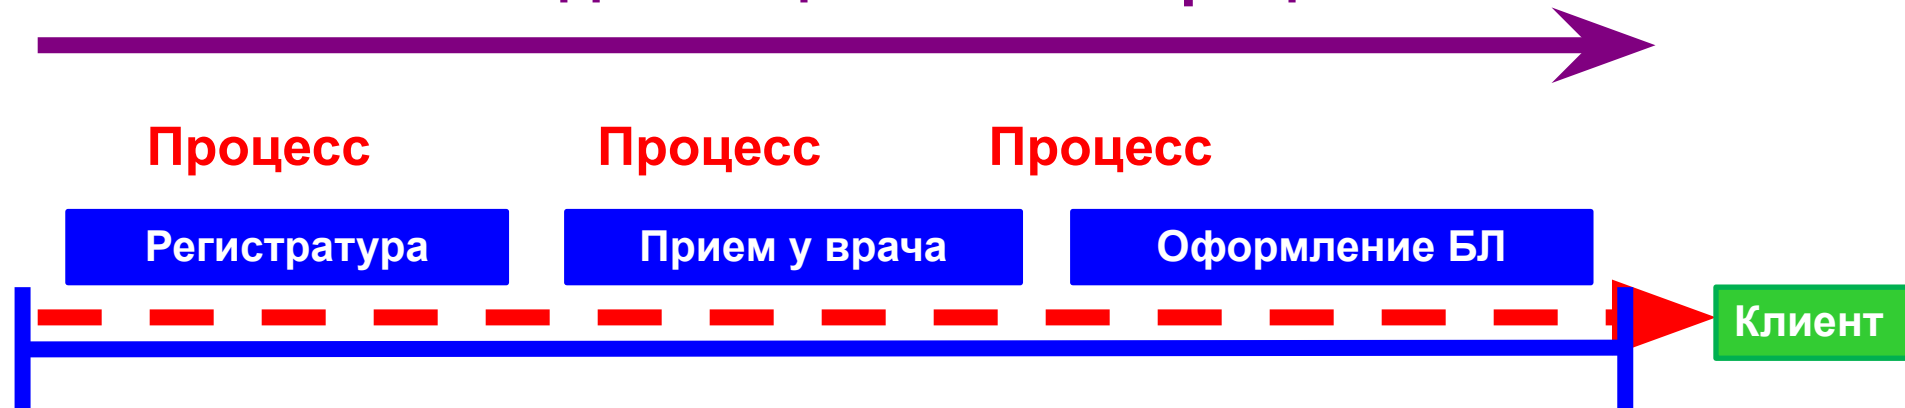 Процесс Процесс Процесс
Регистратура Прием у врача Оформление БЛ
Клиент